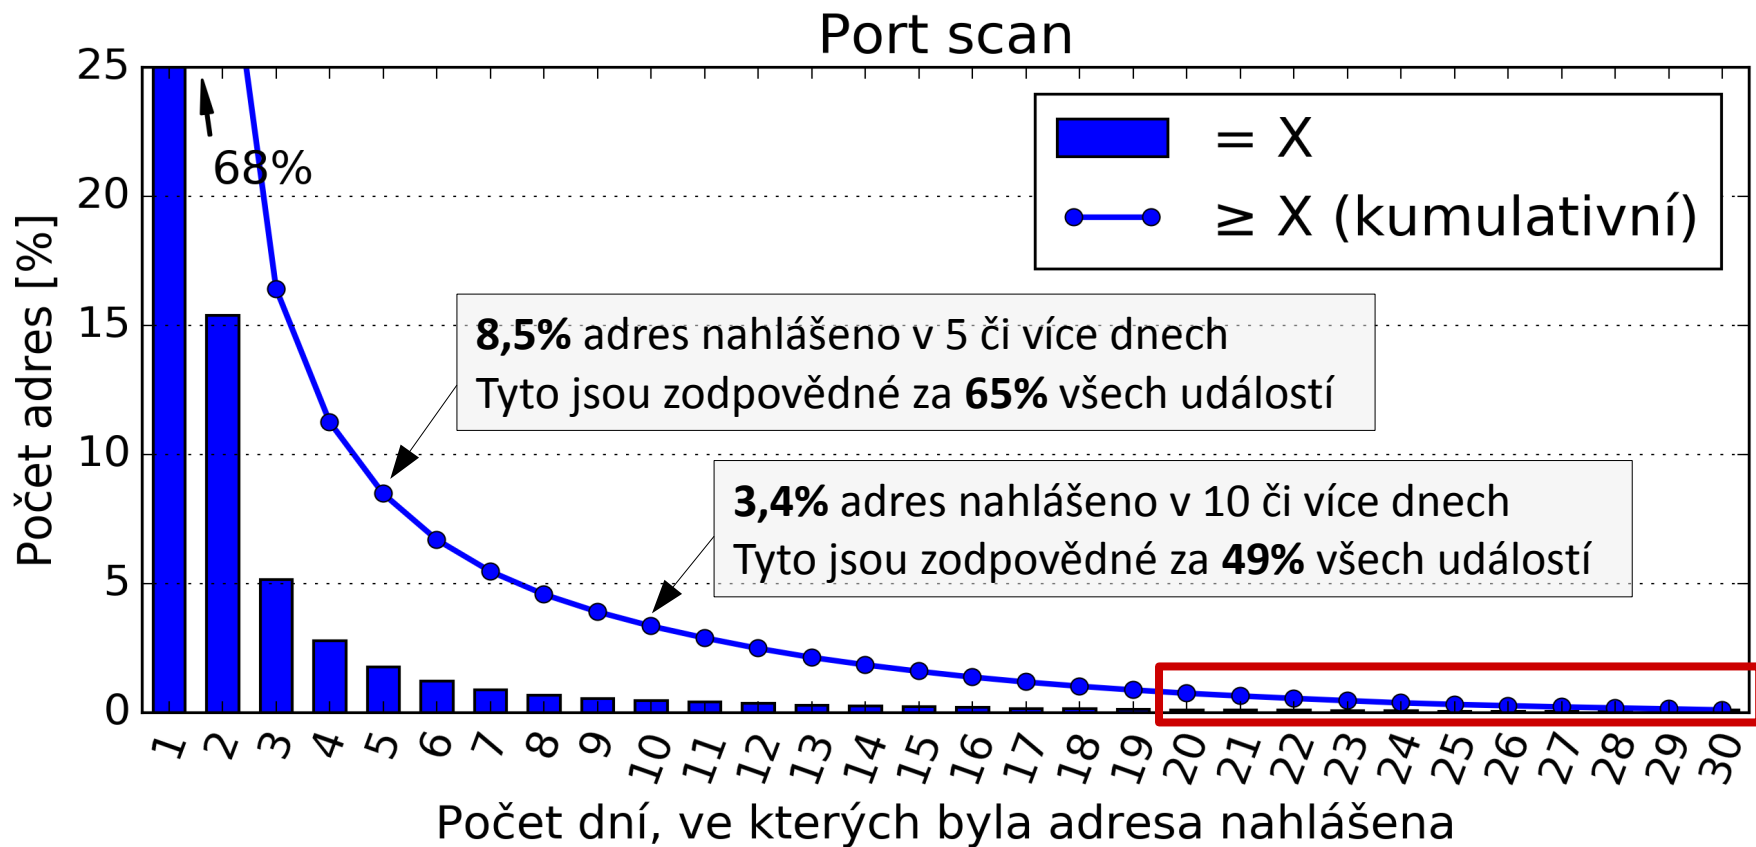 Port scan
25
20
15
10
5
0
Počet adres [%]
68%
= X
≥ X (kumulativní)
8,5% adres nahlášeno v 5 či více dnech
Tyto jsou zodpovědné za 65% všech událostí
3,4% adres nahlášeno v 10 či více dnech
Tyto jsou zodpovědné za 49% všech událostí
1 2 3 4 5 6 7 8 9 10 11 12 13 14 15 16 17 18 19 20 21 22 23 24 25 26 27 28 29 30
Počet dní, ve kterých byla adresa nahlášena